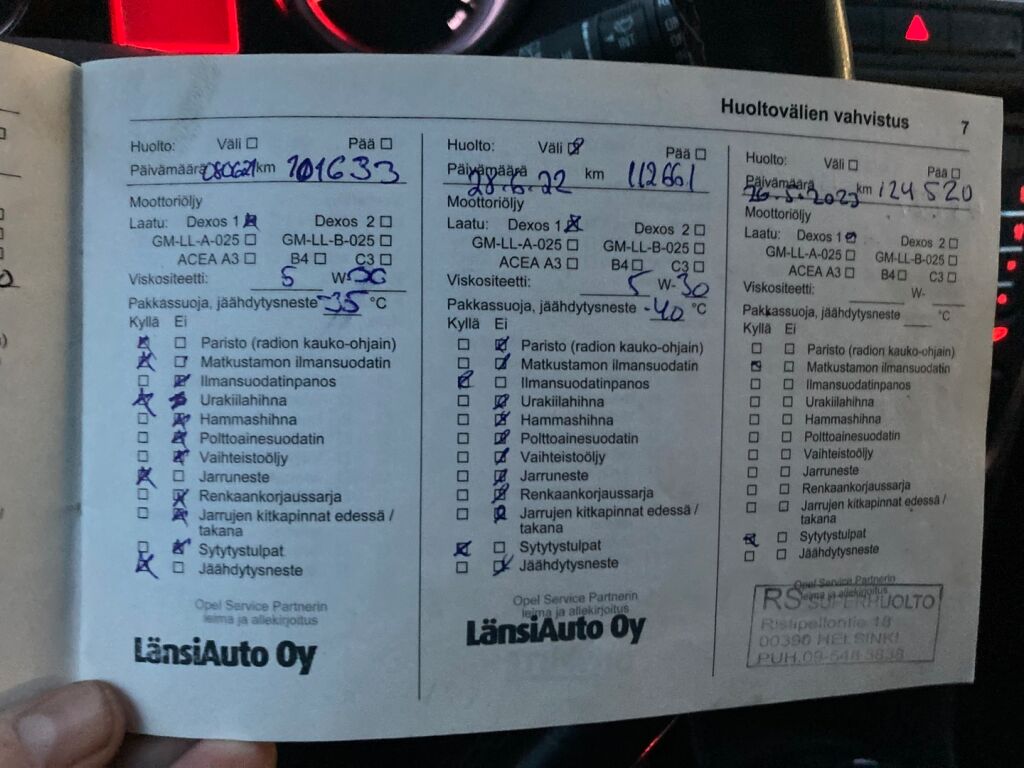 Huoltovälien vahvistus 7
Huolto: Väli Pää
Päivämäärä 080621 km 101633
Moottoriöljy
Laatu: Dexos 1 Dexos 2
GM-LL-A-025 GM-LL-B-025
ACEA A3 B4 C3
Viskositeetti: 5 W-30
Pakkassuoja, jäähdytysneste -35 °C
Kyllä Ei
Paristo (radion kauko-ohjain)
Matkustamon ilmansuodatin
Ilmansuodatinpanos
Urakiilahihna
Hammashihna
Polttoainesuodatin
Vaihteistoöljy
Jarruneste
Renkaankorjaussarja
Jarrujen kitkapinnat edessä /
takana
Sytytystulpat
Jäähdytysneste
Opel Service Partnerin
leima ja allekirjoitus
LänsiAuto Oy
Huolto: Väli Pää
Päivämäärä 28.6.22 km 112661
Moottoriöljy
Laatu: Dexos 1 Dexos 2
GM-LL-A-025 GM-LL-B-025
ACEA A3 B4 C3
Viskositeetti: 5 W-30
Pakkassuoja, jäähdytysneste -40 °C
Kyllä Ei
Paristo (radion kauko-ohjain)
Matkustamon ilmansuodatin
Ilmansuodatinpanos
Urakiilahihna
Hammashihna
Polttoainesuodatin
Vaihteistoöljy
Jarruneste
Renkaankorjaussarja
Jarrujen kitkapinnat edessä /
takana
Sytytystulpat
Jäähdytysneste
Opel Service Partnerin
leima ja allekirjoitus
LänsiAuto Oy
Huolto: Väli Pää
Päivämäärä 26.5.2023 km 124520
Moottoriöljy
Laatu: Dexos 1 Dexos 2
GM-LL-A-025 GM-LL-B-025
ACEA A3 B4 C3
Viskositeetti: W-
Pakkassuoja, jäähdytysneste °C
Kyllä Ei
Paristo (radion kauko-ohjain)
Matkustamon ilmansuodatin
Ilmansuodatinpanos
Urakiilahihna
Hammashihna
Polttoainesuodatin
Vaihteistoöljy
Jarruneste
Renkaankorjaussarja
Jarrujen kitkapinnat edessä /
takana
Sytytystulpat
Jäähdytysneste
Opel Service Partnerin
leima ja allekirjoitus
RS SUPERHUOLTO
Ristipellontie 18
00390 HELSINKI
PUH.09-548 3838